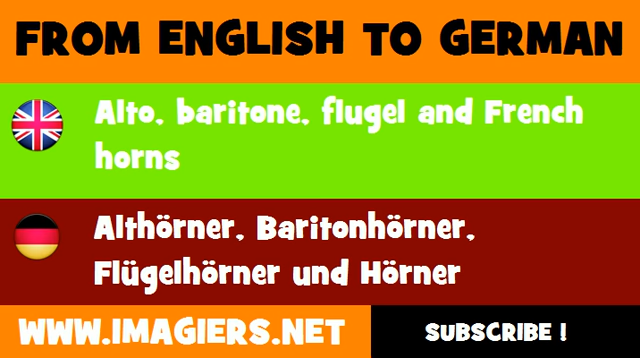 FROM ENGLISH TO GERMAN
Alto, baritone, flugel and French
horns
Althörner, Baritonhörner,
Flügelhörner und Hörner
WWW.IMAGIERS.NET
SUBSCRIBE !